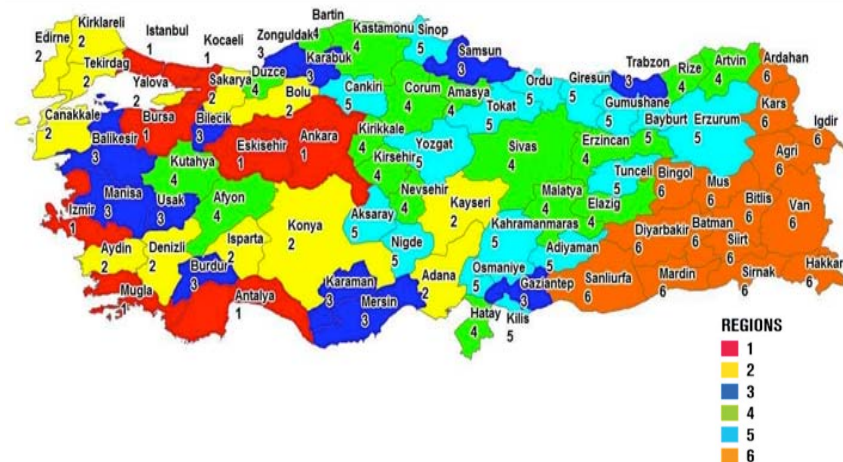 Edirne
2
Kirklareli
2
Tekirdag
2
Istanbul
1
Kocaeli
1
Yalova
2
Sakarya
2
Duzce
4
Zonguldak
3
Bartin
4
Karabuk
3
Kastamonu
4
Sinop
5
Samsun
3
Bolu
2
Cankiri
5
Corum
4
Amasya
4
Tokat
5
Ordu
5
Giresun
5
Trabzon
3
Gumushane
5
Rize
4
Artvin
4
Ardahan
6
Kars
6
Igdir
6
Bayburt
5
Erzurum
5
Agri
6
Canakkale
2
Balikesir
3
Bursa
1
Bilecik
3
Eskisehir
1
Ankara
1
Kirikkale
4
Kirsehir
4
Yozgat
5
Sivas
4
Erzincan
4
Tunceli
5
Bingol
6
Mus
6
Bitlis
6
Van
6
Kutahya
4
Manisa
3
Usak
3
Afyon
4
Izmir
1
Aydin
2
Denizli
2
Isparta
2
Burdur
3
Mugla
1
Antalya
1
Konya
2
Aksaray
5
Nevsehir
4
Kayseri
2
Nigde
5
Malatya
4
Elazig
4
Kahramanmaras
5
Adiyaman
5
Diyarbakir
6
Batman
6
Siirt
6
Sirnak
6
Hakkar
6
Mardin
6
Sanliurfa
6
Gaziantep
3
Kilis
5
Osmaniye
5
Hatay
4
Adana
2
Karaman
3
Mersin
3
REGIONS
1
2
3
4
5
6